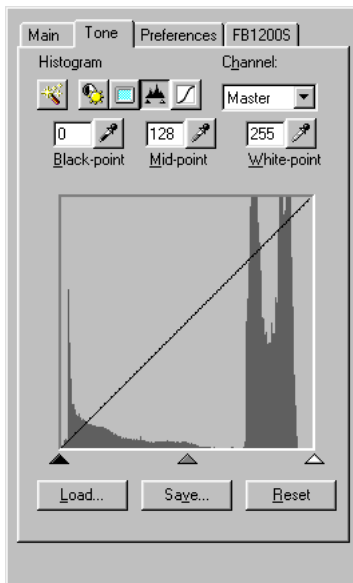 Main Tone Preferences FB1200S
Histogram Channel:
Master
0 128 255
Black-point Mid-point White-point
Load... Save... Reset